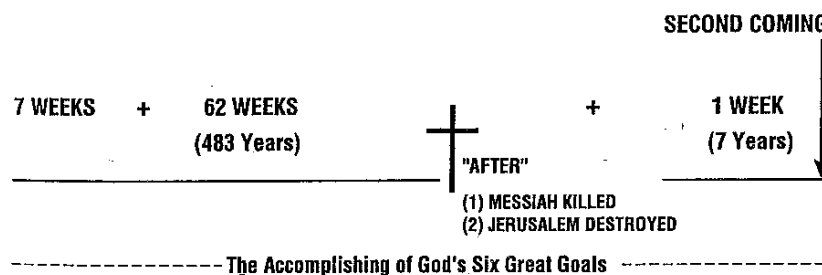 SECOND COMING
7 WEEKS + 62 WEEKS + 1 WEEK
(483 Years) (7 Years)
"AFTER"
(1) MESSIAH KILLED
(2) JERUSALEM DESTROYED
The Accomplishing of God's Six Great Goals